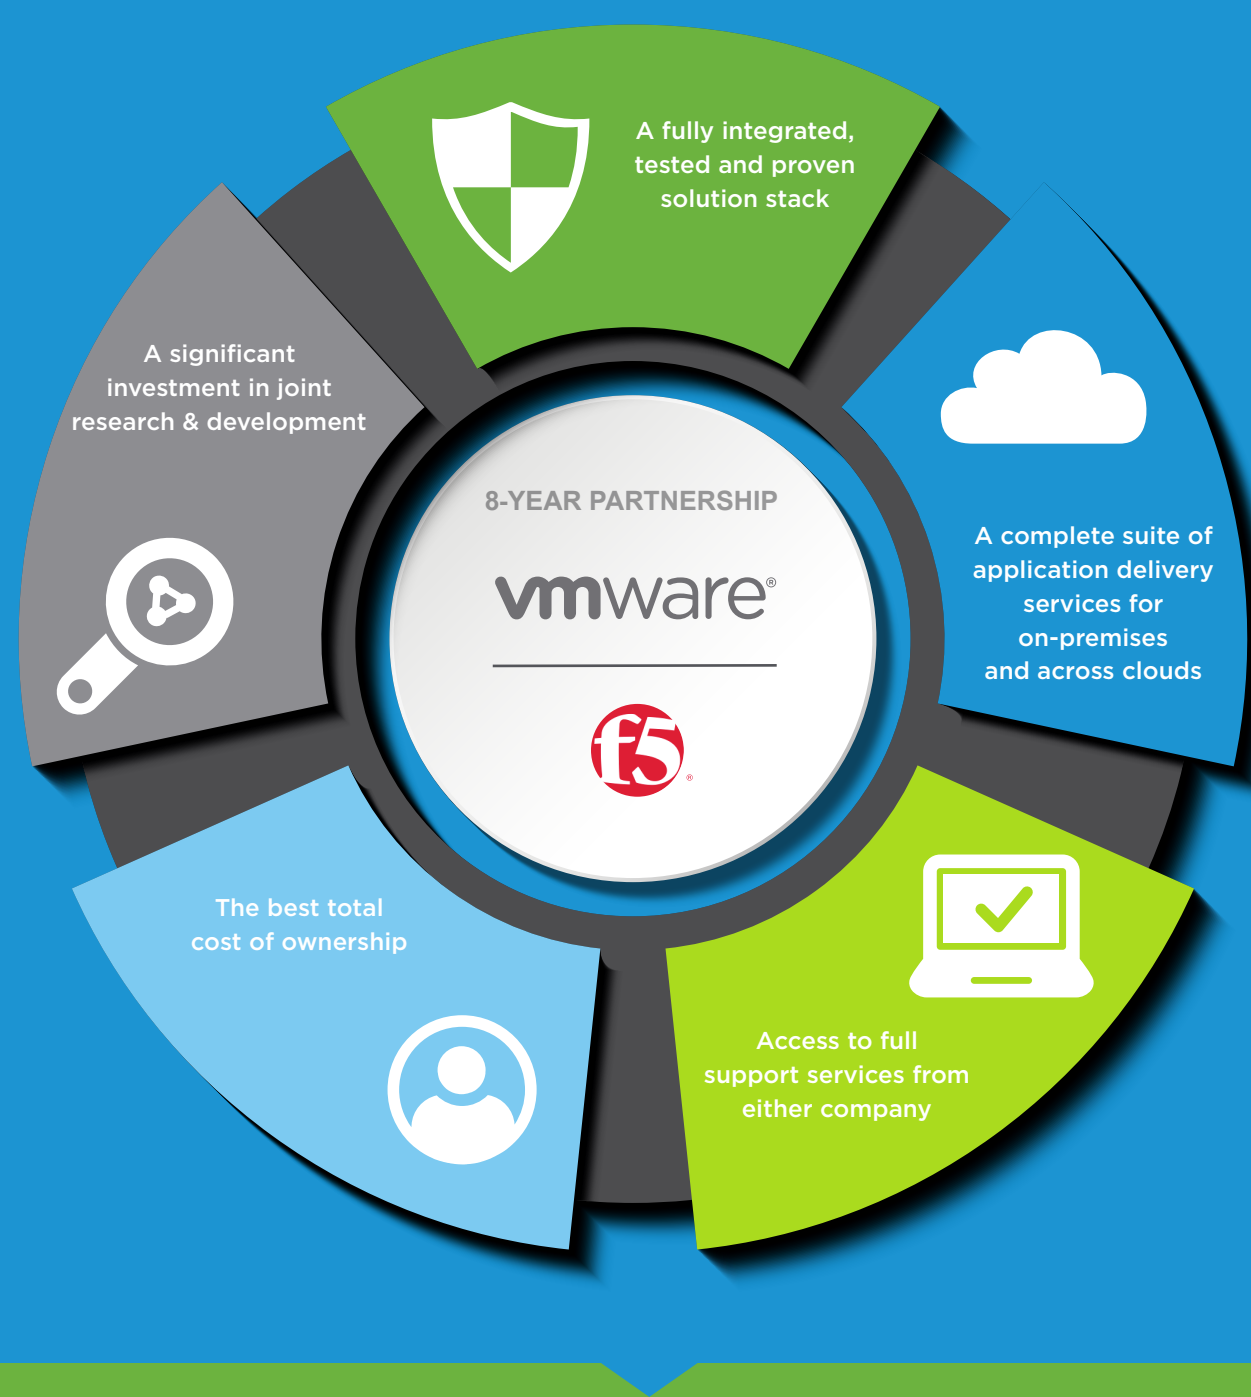 A fully integrated,
tested and proven
solution stack
A significant
investment in joint
research & development
8-YEAR PARTNERSHIP
vmware®
f5®
A complete suite of
application delivery
services for
on-premises
and across clouds
The best total
cost of ownership
Access to full
support services from
either company